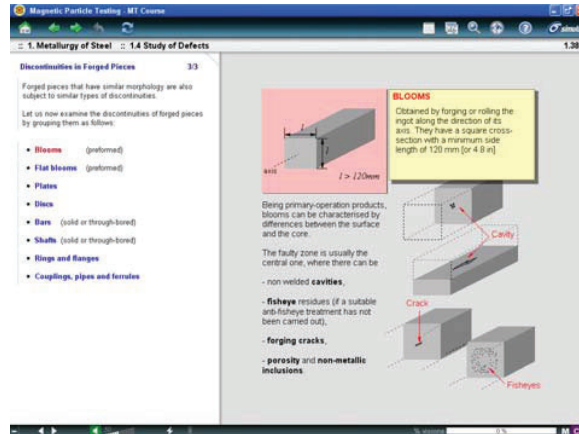 Magnetic Particle Testing - MT Course
:: 1. Metallurgy of Steel :: 1.4 Study of Defects
1.38
Discontinuities in Forged Pieces 3/3
Forged pieces that have similar morphology are also
subject to similar types of discontinuities.
Let us now examine the discontinuities of forged pieces
by grouping them as follows:
• Blooms (preformed)
• Flat blooms (preformed)
• Plates
• Discs
• Bars (solid or through-bored)
• Shafts (solid or through-bored)
• Rings and flanges
• Couplings, pipes and ferrules
l
l
axis
l > 120mm
BLOOMS
Obtained by forging or rolling the
ingot along the direction of its
axis. They have a square cross-
section with a minimum side
length of 120 mm [or 4.8 in]
Being primary-operation products,
blooms can be characterised by
differences between the surface
and the core.
The faulty zone is usually the
central one, where there can be
- non welded cavities,
- fisheye residues (if a suitable
anti-fisheye treatment has not
been carried out),
- forging cracks,
- porosity and non-metallic
inclusions.
Cavity
Crack
Fisheyes
0 %
M